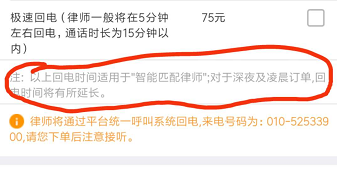 极速回电（律师一般将在5分钟 75元
左右回电，通话时长为15分钟以
内）
注: 以上回电时间适用于"智能匹配律师";对于深夜及凌晨订单,回
电时间将有所延长。
律师将通过平台统一呼叫系统回电,来电号码为: 010-525339
00,请您下单后注意接听。